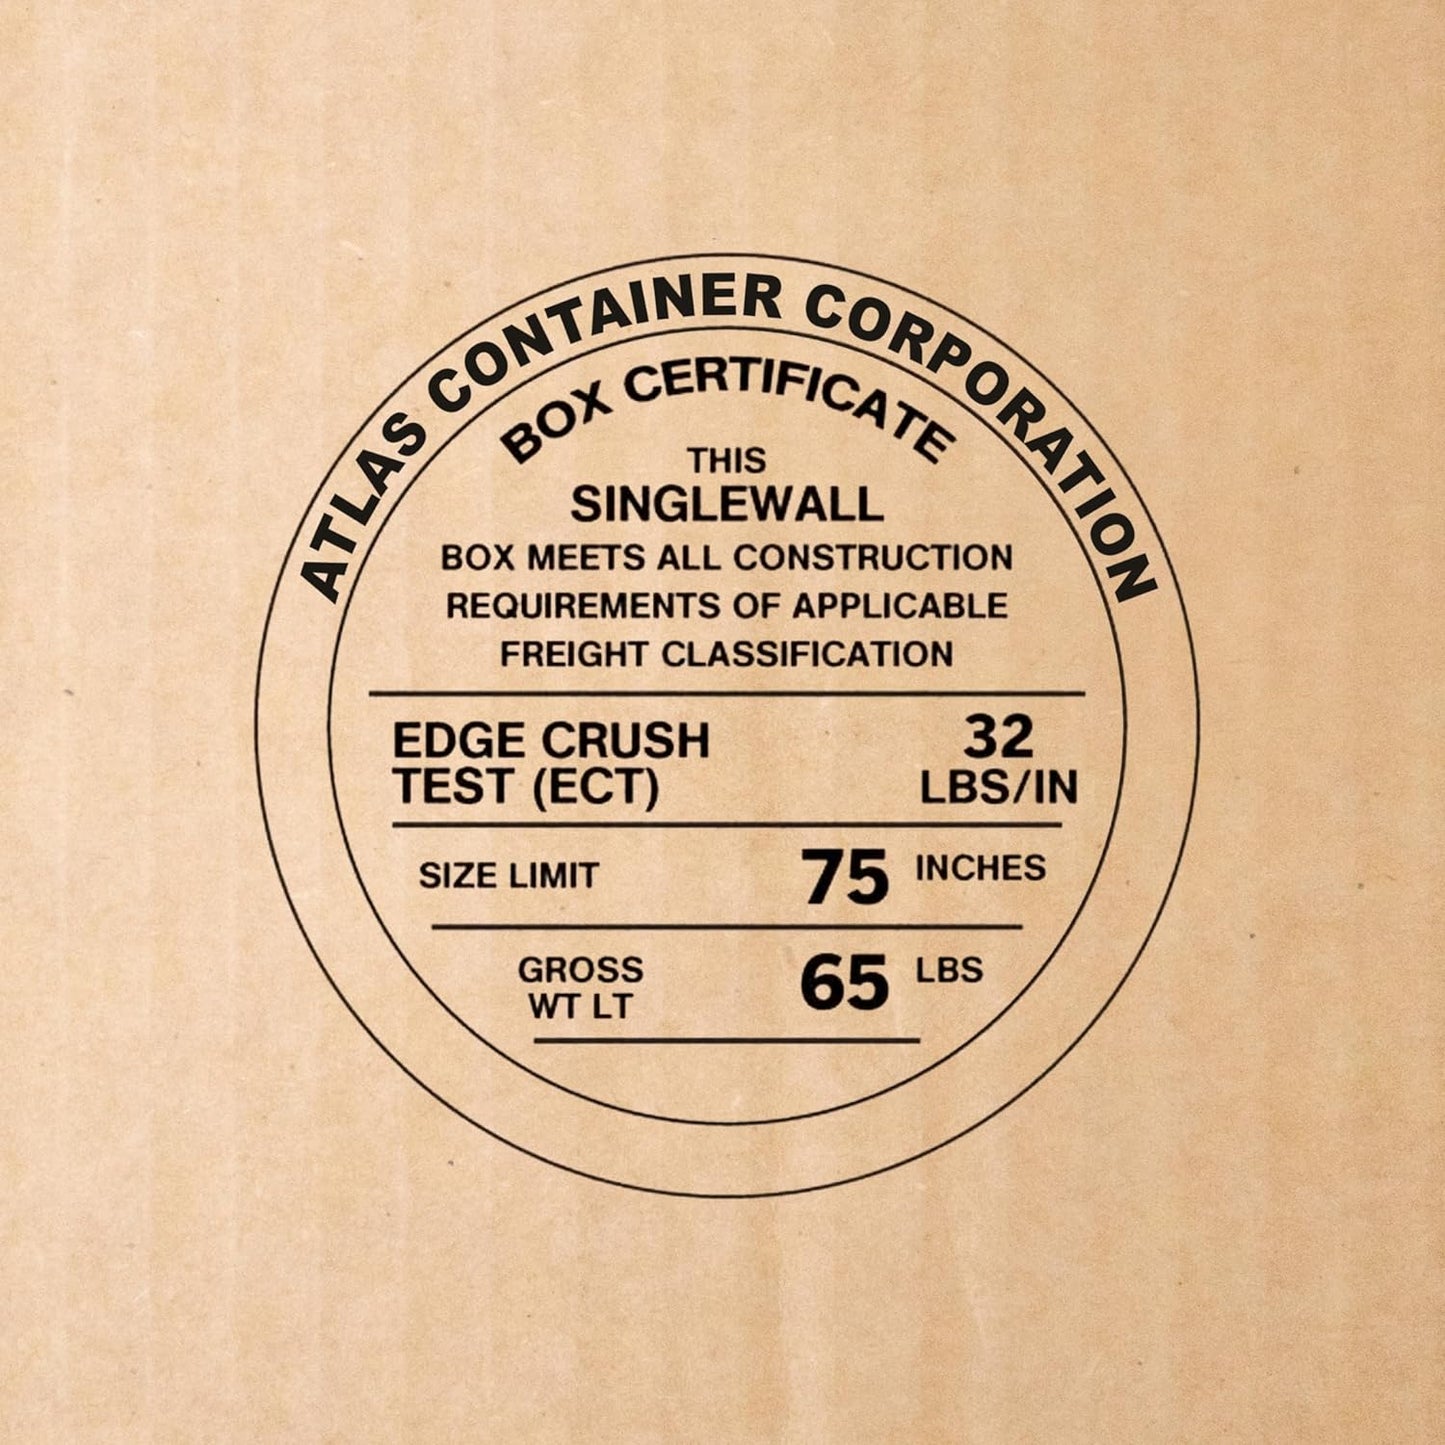 ATLAS CONTAINER CORPORATION
BOX CERTIFICATE
THIS
SINGLEWALL
BOX MEETS ALL CONSTRUCTION
REQUIREMENTS OF APPLICABLE
FREIGHT CLASSIFICATION
EDGE CRUSH
TEST (ECT)
32
LBS/IN
SIZE LIMIT 75 INCHES
GROSS
WT LT
65 LBS